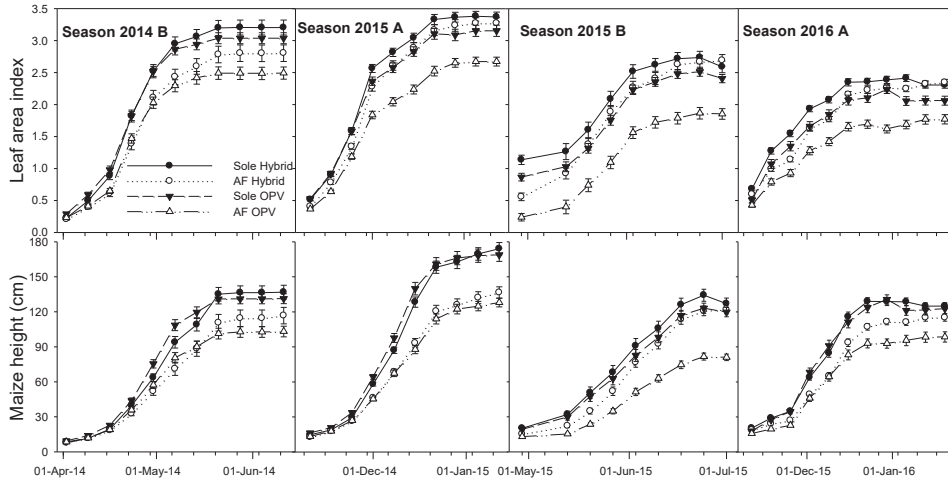 Season 2014 B
Season 2015 A
Season 2015 B
Season 2016 A
Leaf area index
3.5
3.0
2.5
2.0
1.5
1.0
0.5
0.0
Sole Hybrid
AF Hybrid
Sole OPV
AF OPV
Maize height (cm)
180
150
120
90
60
30
0
01-Apr-14
01-May-14
01-Jun-14
01-Dec-14
01-Jan-15
01-May-15
01-Jun-15
01-Jul-15
01-Dec-15
01-Jan-16